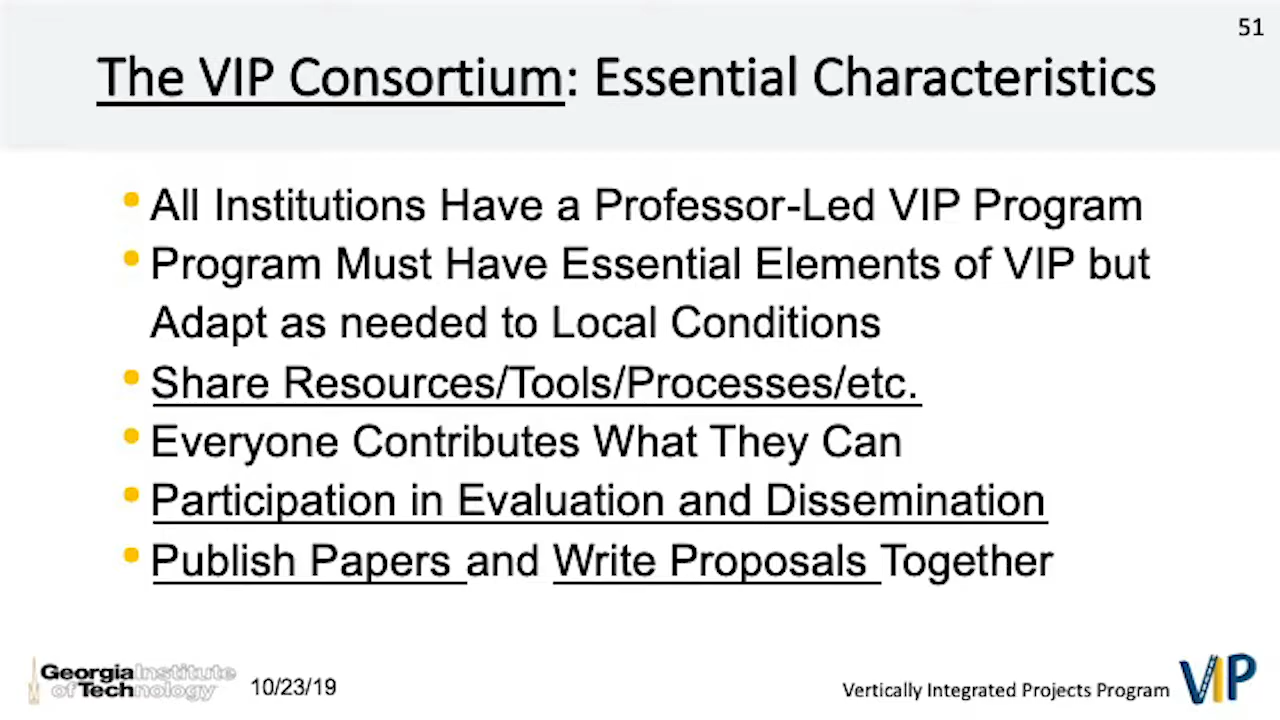 51
The VIP Consortium: Essential Characteristics
• All Institutions Have a Professor-Led VIP Program
• Program Must Have Essential Elements of VIP but
Adapt as needed to Local Conditions
• Share Resources/Tools/Processes/etc.
• Everyone Contributes What They Can
• Participation in Evaluation and Dissemination
• Publish Papers and Write Proposals Together
Georgia Institute
of Technology
10/23/19
Vertically Integrated Projects Program
VIP